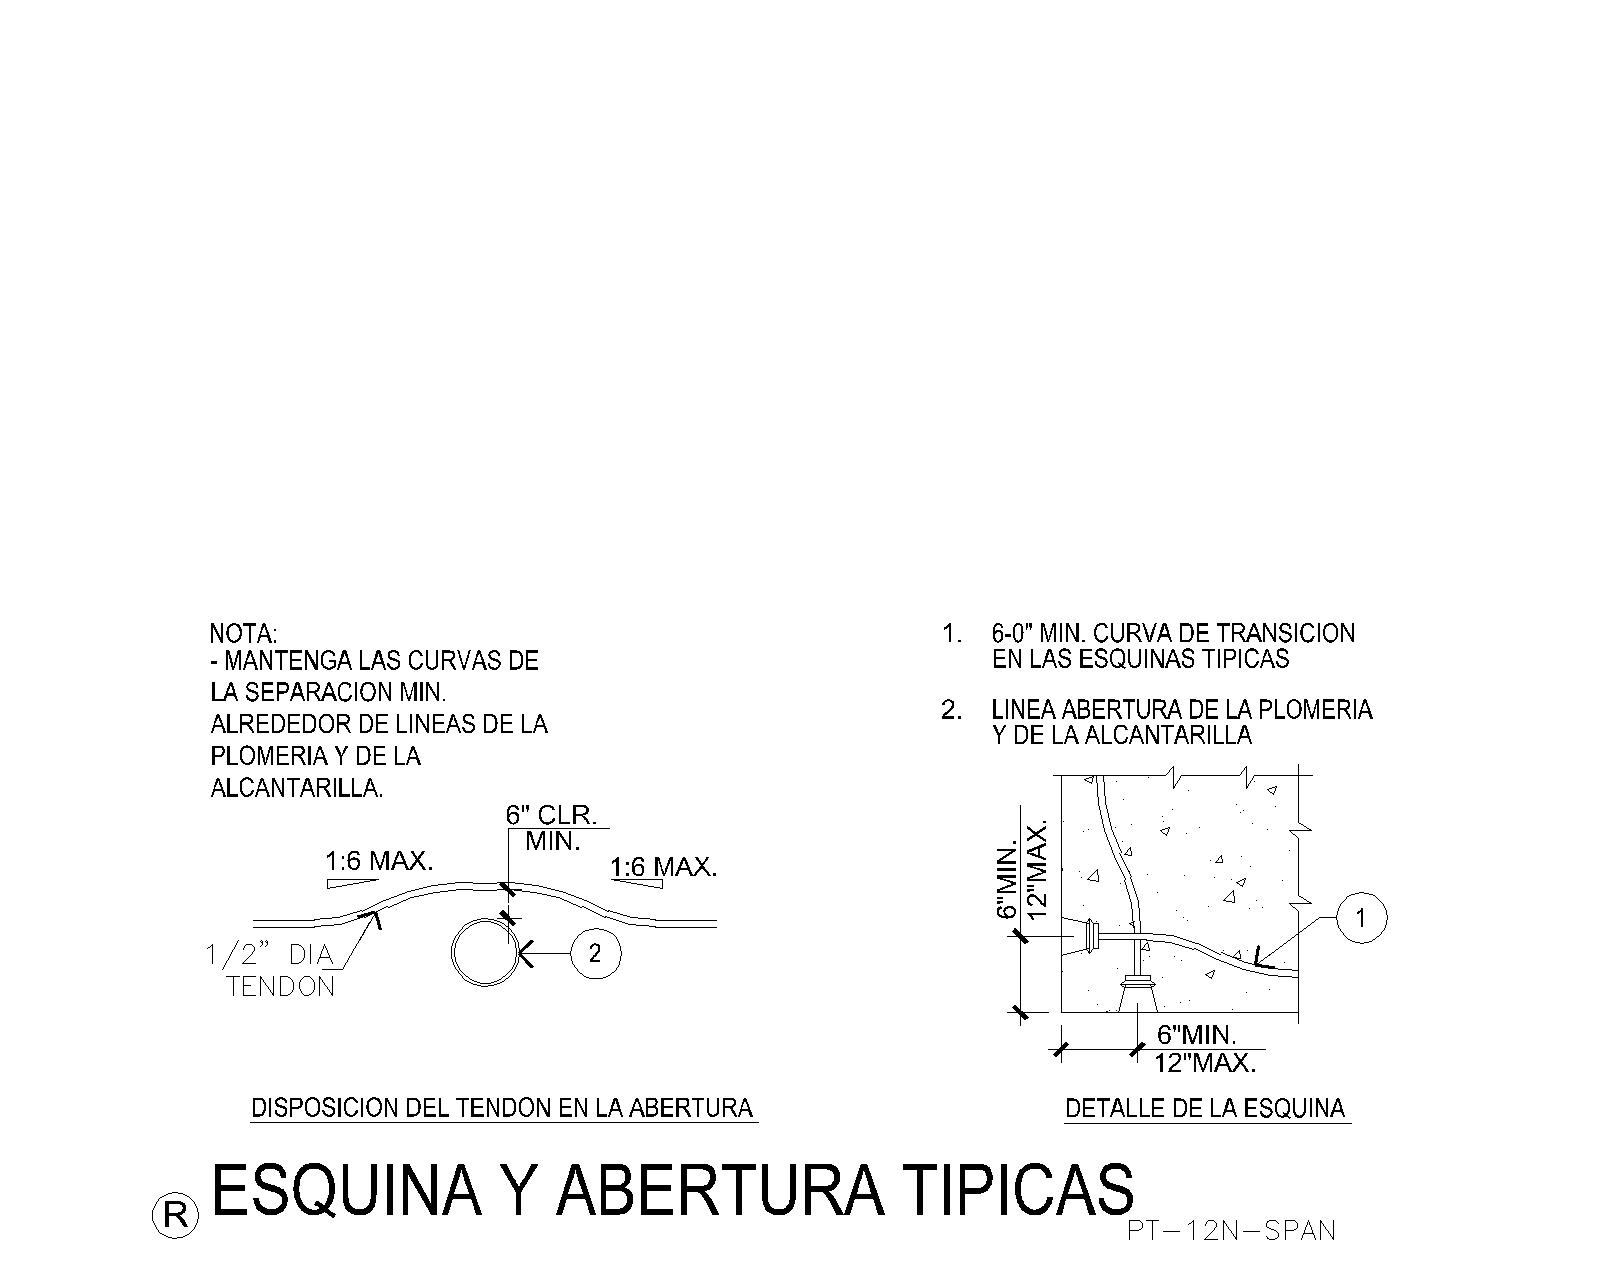 NOTA:
- MANTENGA LAS CURVAS DE
LA SEPARACION MIN.
ALREDEDOR DE LINEAS DE LA
PLOMERIA Y DE LA
ALCANTARILLA.
6" CLR.
MIN.
1:6 MAX.
1:6 MAX.
1/2” DIA
TENDON
2
DISPOSICION DEL TENDON EN LA ABERTURA
1. 6-0" MIN. CURVA DE TRANSICION
EN LAS ESQUINAS TIPICAS
2. LINEA ABERTURA DE LA PLOMERIA
Y DE LA ALCANTARILLA
6"MIN.
12"MAX.
1
6"MIN.
12"MAX.
DETALLE DE LA ESQUINA
R ESQUINA Y ABERTURA TIPICAS
PT-12N-SPAN